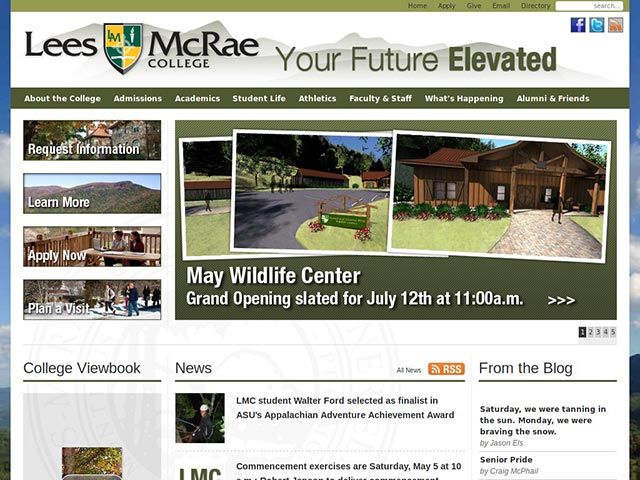 Home Apply Give Email Directory search...
Lees McRae
COLLEGE
LM
Your Future Elevated
About the College Admissions Academics Student Life Athletics Faculty & Staff What's Happening Alumni & Friends
Request Information
Learn More
Apply Now
Plan a Visit
May Wildlife Center
Grand Opening slated for July 12th at 11:00a.m. >>>
1 2 3 4 5
College Viewbook
News
All News RSS
LMC student Walter Ford selected as finalist in
ASU's Appalachian Adventure Achievement Award
LMC
Commencement exercises are Saturday, May 5 at 10
From the Blog
Saturday, we were tanning in
the sun. Monday, we were
braving the snow.
by Jason Els
Senior Pride
by Craig McPhail